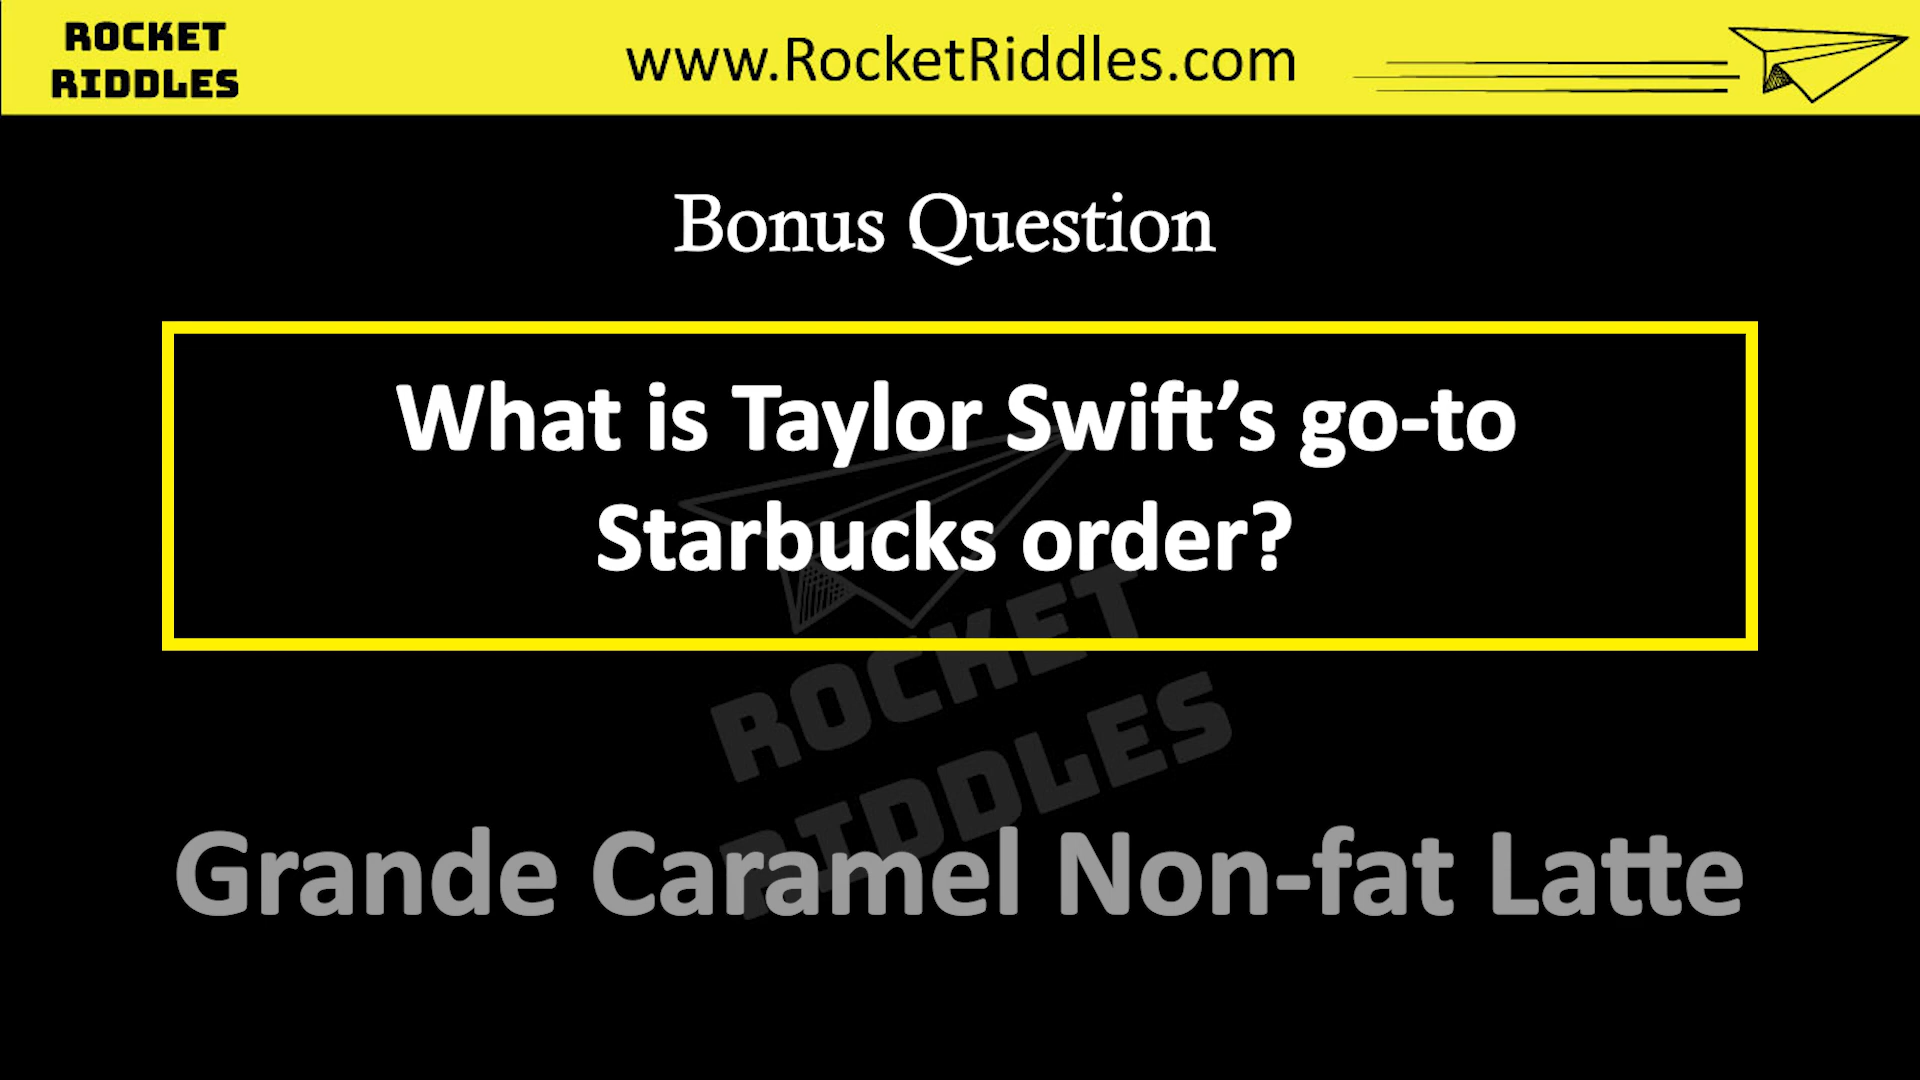 ROCKET
RIDDLES
www.RocketRiddles.com
Bonus Question
What is Taylor Swift’s go-to
Starbucks order?
ROCKET
RIDDLES
Grande Caramel Non-fat Latte